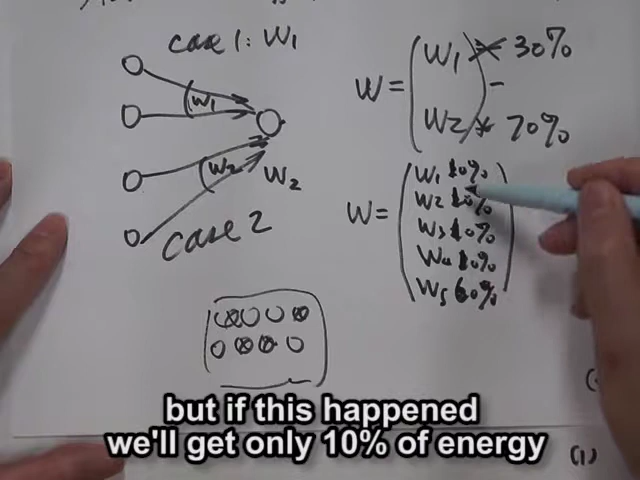 case 1: W1
W1
W2
W2
case 2
W =
W1 × 30%
W2 × 70%
W =
W1 10%
W2 10%
W3 10%
W4 10%
W5 60%
but if this happened
we'll get only 10% of energy
(1)